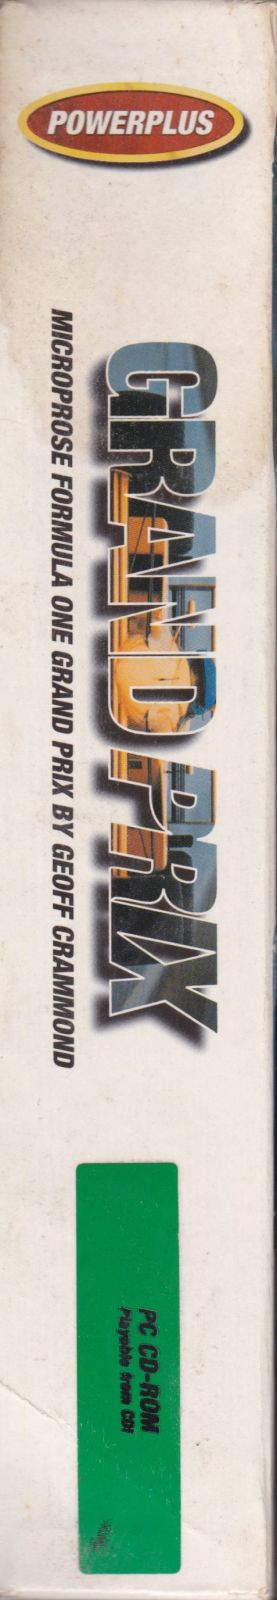 POWERPLUS
GRAND PRIX
MICROPROSE FORMULA ONE GRAND PRIX BY GEOFF CRAMMOND
PC CD-ROM
Playable from CD!